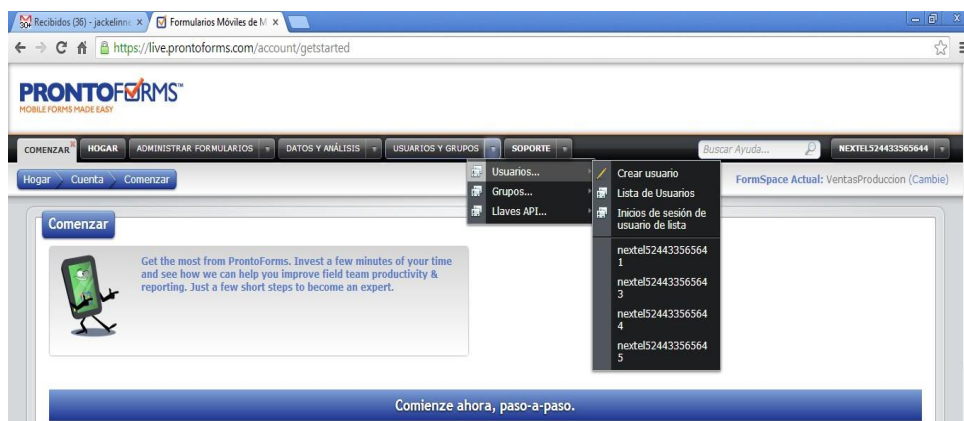 Recibidos (36) - jackelinn
Formularios Móviles de M
https://live.prontoforms.com/account/getstarted
PRONTOFORMS™
MOBILE FORMS MADE EASY
COMENZAR HOGAR ADMINISTRAR FORMULARIOS DATOS Y ANÁLISIS USUARIOS Y GRUPOS SOPORTE Buscar Ayuda... NEXTEL524433565644
Hogar Cuenta Comenzar
FormSpace Actual: VentasProduccion (Cambie)
Usuarios...
Grupos...
Llaves API...
Crear usuario
Lista de Usuarios
Inicios de sesión de
usuario de lista
nextel52443356564
1
nextel52443356564
3
nextel52443356564
4
nextel52443356564
5
Comenzar
Get the most from ProntoForms. Invest a few minutes of your time
and see how we can help you improve field team productivity &
reporting. Just a few short steps to become an expert.
Comienze ahora, paso-a-paso.